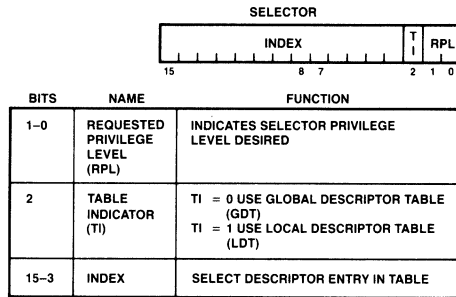 SELECTOR
INDEX
T
I
RPL
15 8 7 2 1 0
BITS NAME FUNCTION
1–0 REQUESTED PRIVILEGE LEVEL (RPL) INDICATES SELECTOR PRIVILEGE LEVEL DESIRED
2 TABLE INDICATOR (TI) TI = 0 USE GLOBAL DESCRIPTOR TABLE (GDT)
TI = 1 USE LOCAL DESCRIPTOR TABLE (LDT)
15–3 INDEX SELECT DESCRIPTOR ENTRY IN TABLE